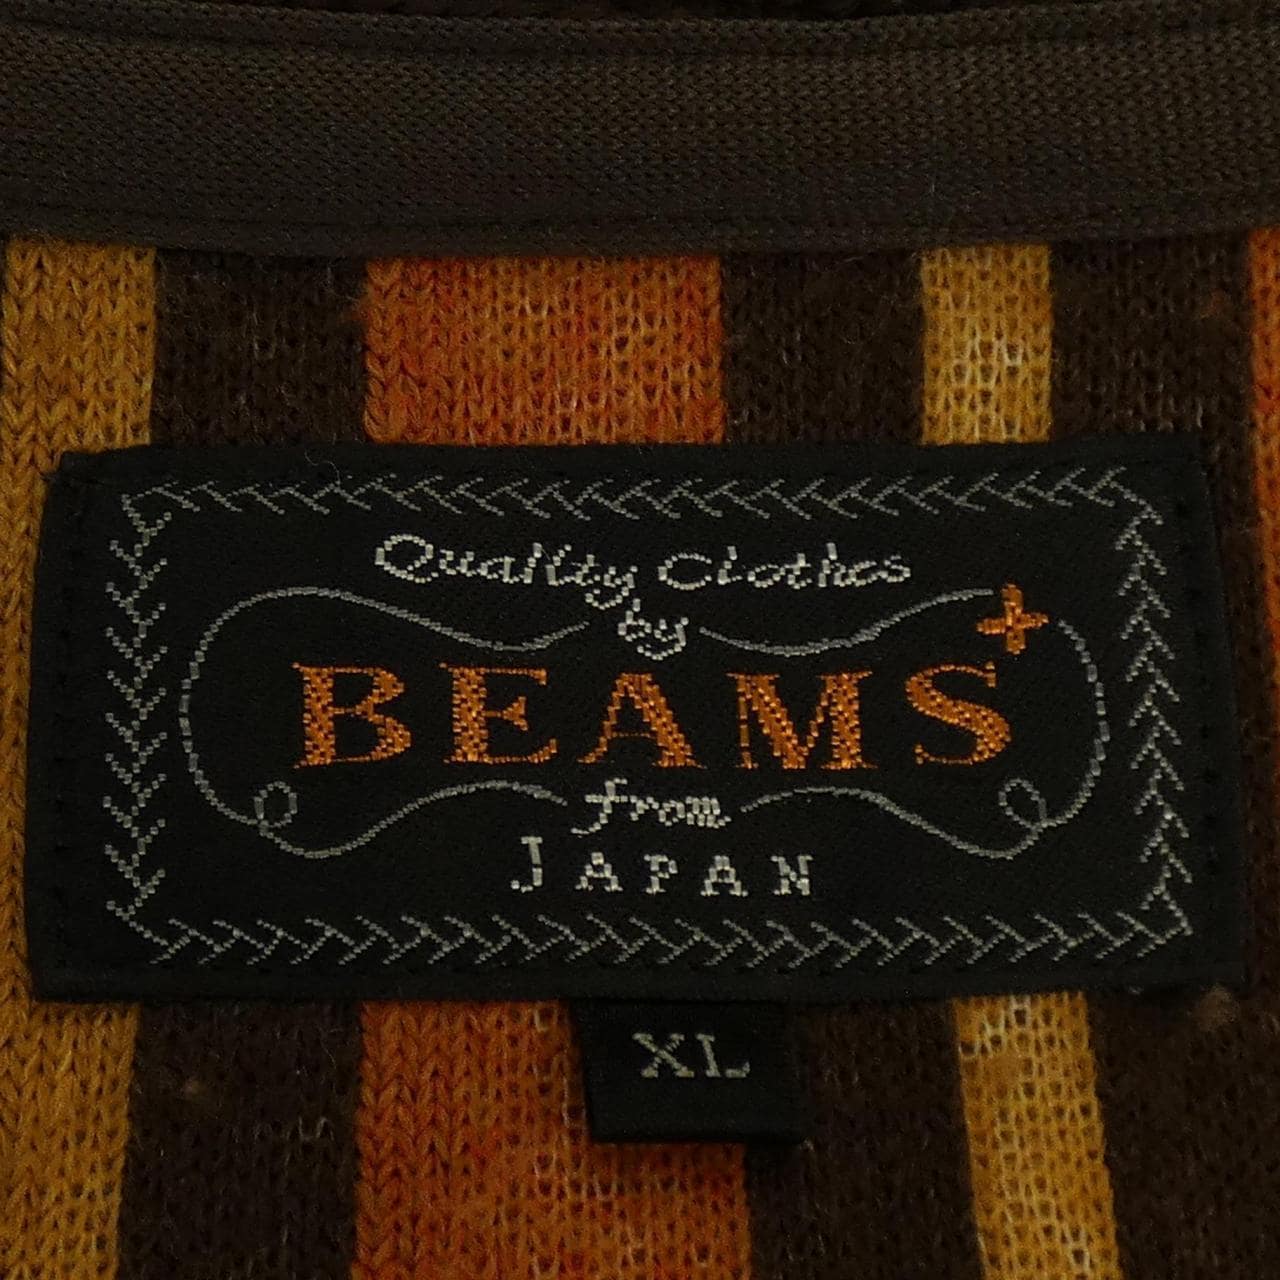 Quality Clothes
by
BEAMS+
from
JAPAN
XL